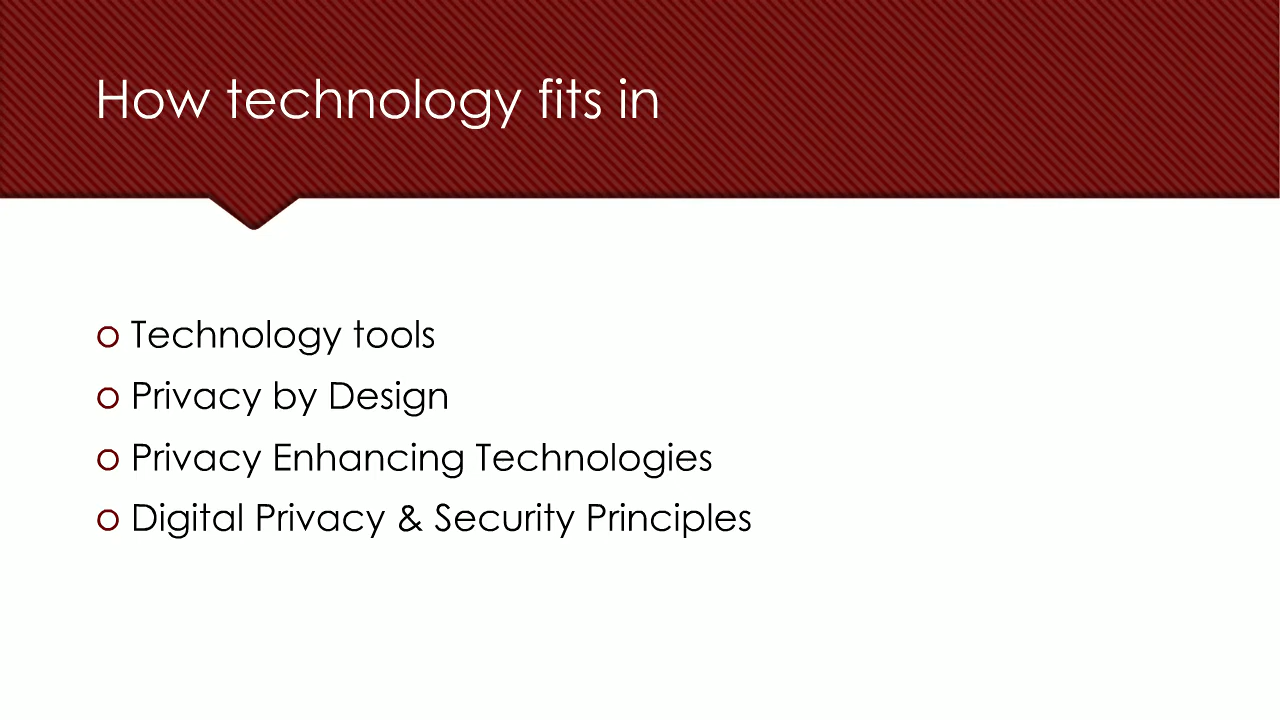 How technology fits in
Technology tools
Privacy by Design
Privacy Enhancing Technologies
Digital Privacy & Security Principles